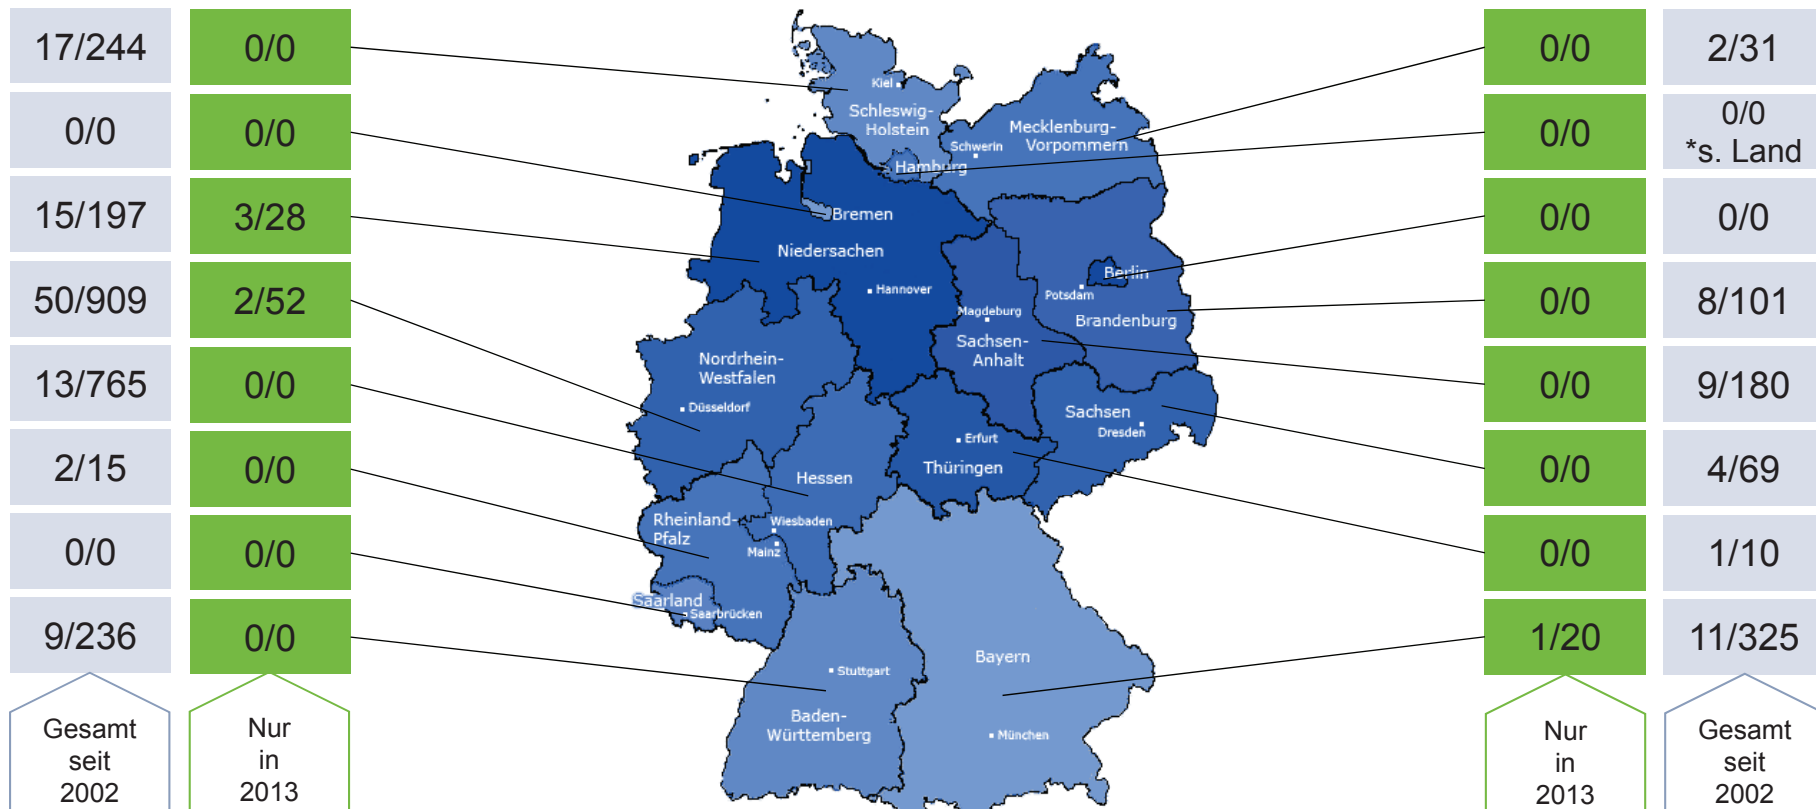 17/244
0/0
0/0
2/31
0/0
0/0
0/0
0/0
*s. Land
15/197
3/28
0/0
0/0
50/909
2/52
0/0
8/101
13/765
0/0
0/0
9/180
2/15
0/0
0/0
4/69
0/0
0/0
0/0
1/10
9/236
0/0
1/20
11/325
Kiel
Schleswig-
Holstein
Mecklenburg-
Vorpommern
Schwerin
Hamburg
Bremen
Niedersachen
Hannover
Berlin
Potsdam
Brandenburg
Magdeburg
Sachsen-
Anhalt
Nordrhein-
Westfalen
Düsseldorf
Sachsen
Dresden
Erfurt
Thüringen
Hessen
Wiesbaden
Rheinland-
Pfalz
Mainz
Saarland
Saarbrücken
Bayern
Stuttgart
Baden-
Württemberg
München
Gesamt
seit
2002
Nur
in
2013
Nur
in
2013
Gesamt
seit
2002